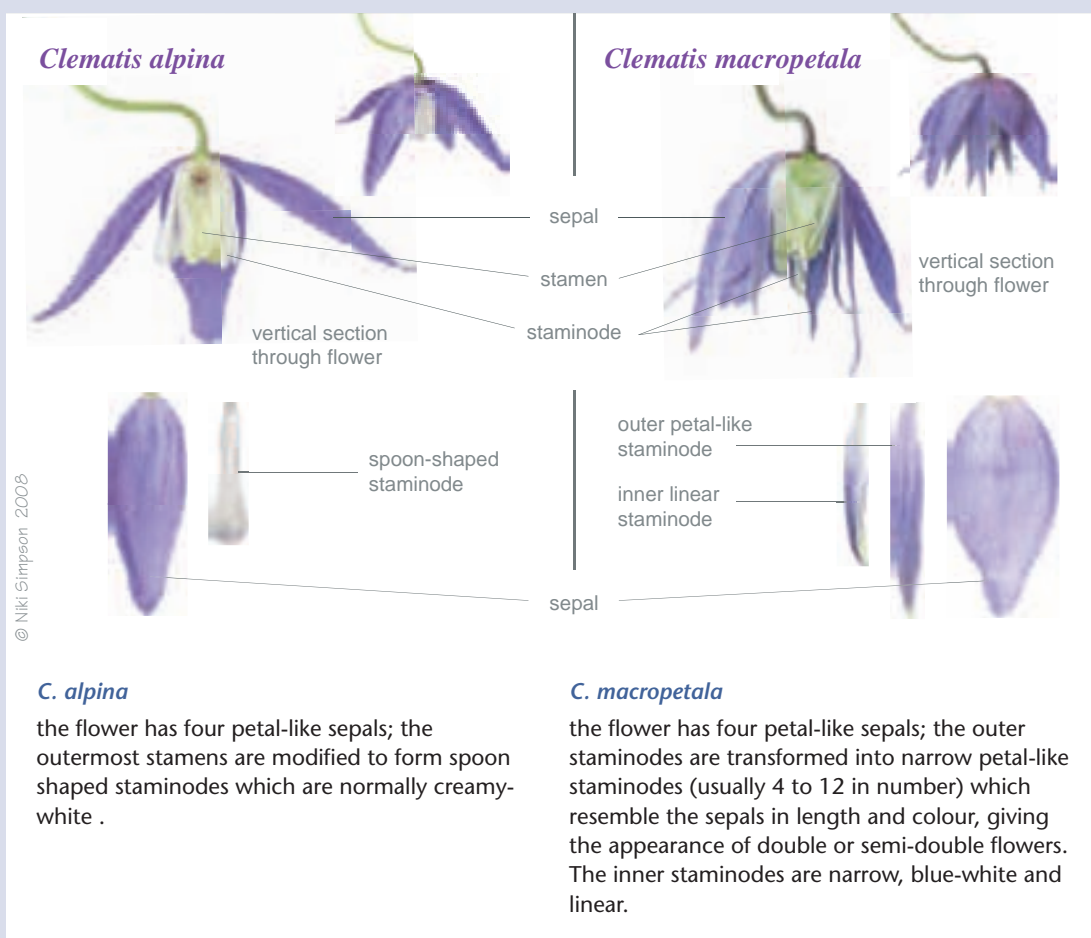 Clematis alpina
Clematis macropetala
sepal
stamen
staminode
vertical section
through flower
vertical section
through flower
spoon-shaped
staminode
outer petal-like
staminode
inner linear
staminode
sepal
© Niki Simpson 2008
C. alpina
the flower has four petal-like sepals; the
outermost stamens are modified to form spoon
shaped staminodes which are normally creamy-
white .
C. macropetala
the flower has four petal-like sepals; the outer
staminodes are transformed into narrow petal-like
staminodes (usually 4 to 12 in number) which
resemble the sepals in length and colour, giving
the appearance of double or semi-double flowers.
The inner staminodes are narrow, blue-white and
linear.